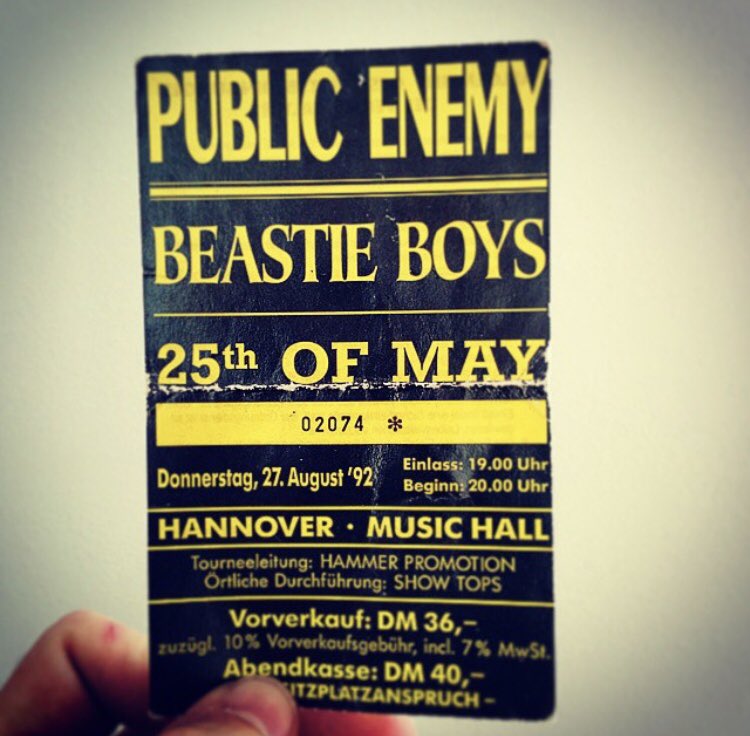 PUBLIC ENEMY
BEASTIE BOYS
25th OF MAY
02074 *
Donnerstag, 27. August '92
Einlass: 19.00 Uhr
Beginn: 20.00 Uhr
HANNOVER · MUSIC HALL
Tourneeleitung: HAMMER PROMOTION
Örtliche Durchführung: SHOW TOPS
Vorverkauf: DM 36,–
zuzügl. 10% Vorverkaufsgebühr, incl. 7% MwSt.
Abendkasse: DM 40,–